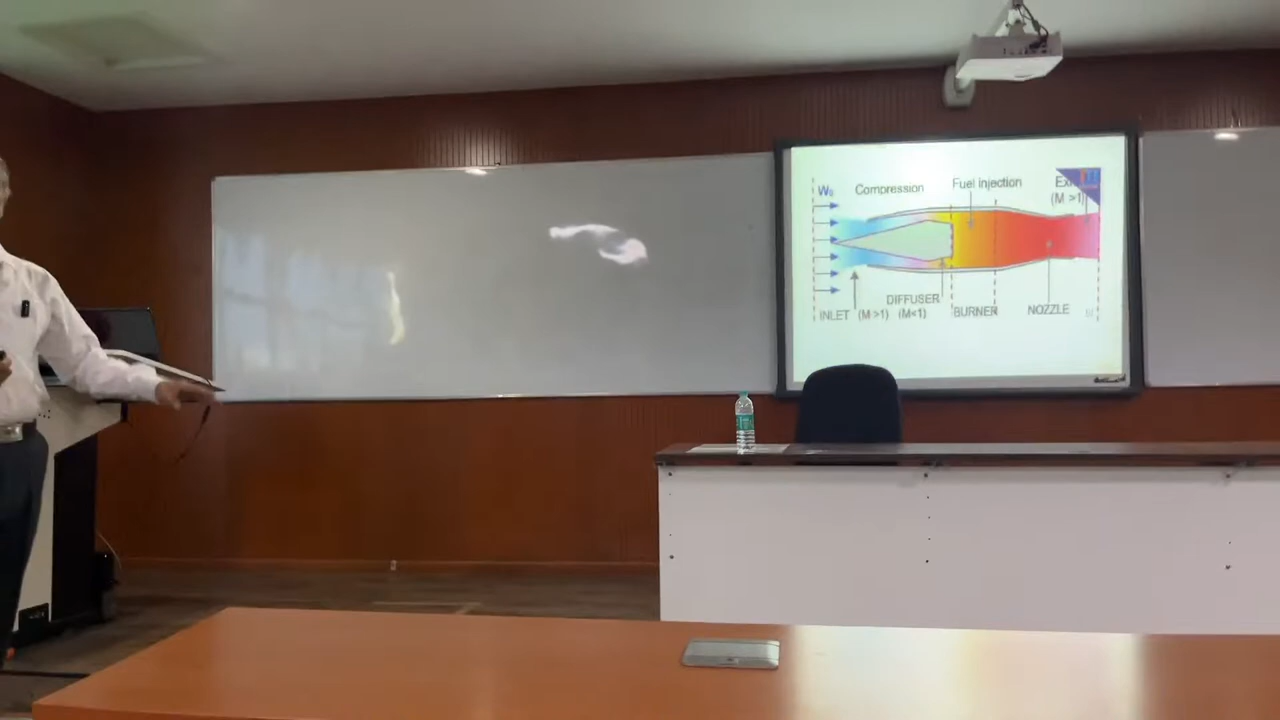 W₀
Compression
Fuel injection
(M >1)
DIFFUSER
INLET (M >1) (M<1) BURNER NOZZLE